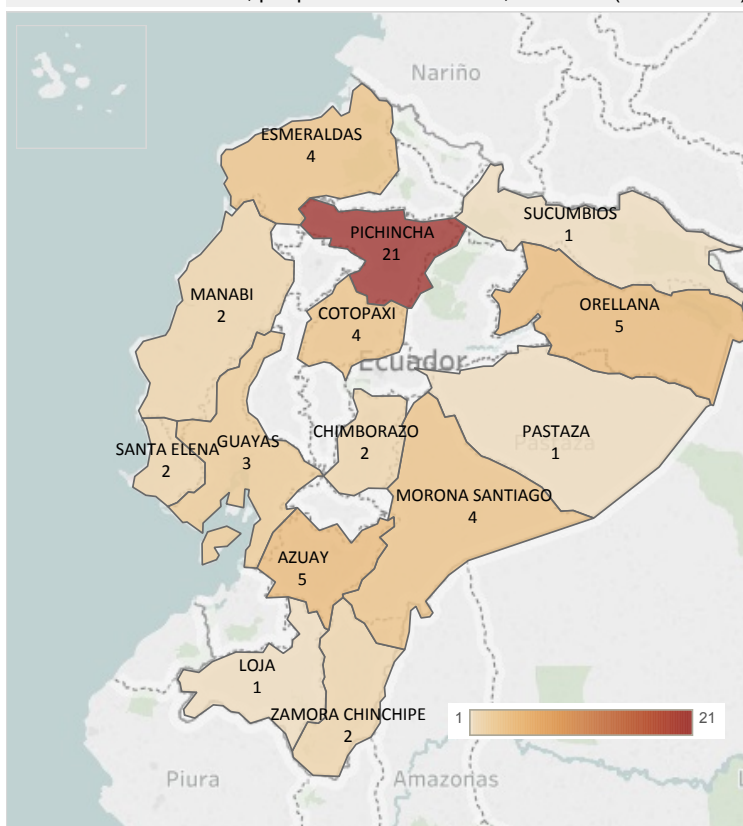 Nariño
ESMERALDAS
4
SUCUMBIOS
1
PICHINCHA
21
MANABI
2
ORELLANA
5
COTOPAXI
4
Ecuador
CHIMBORAZO
2
PASTAZA
1
Pastaza
SANTA ELENA
2
GUAYAS
3
MORONA SANTIAGO
4
AZUAY
5
LOJA
1
ZAMORA CHINCHIPE
2
1
21
Piura
Amazonas